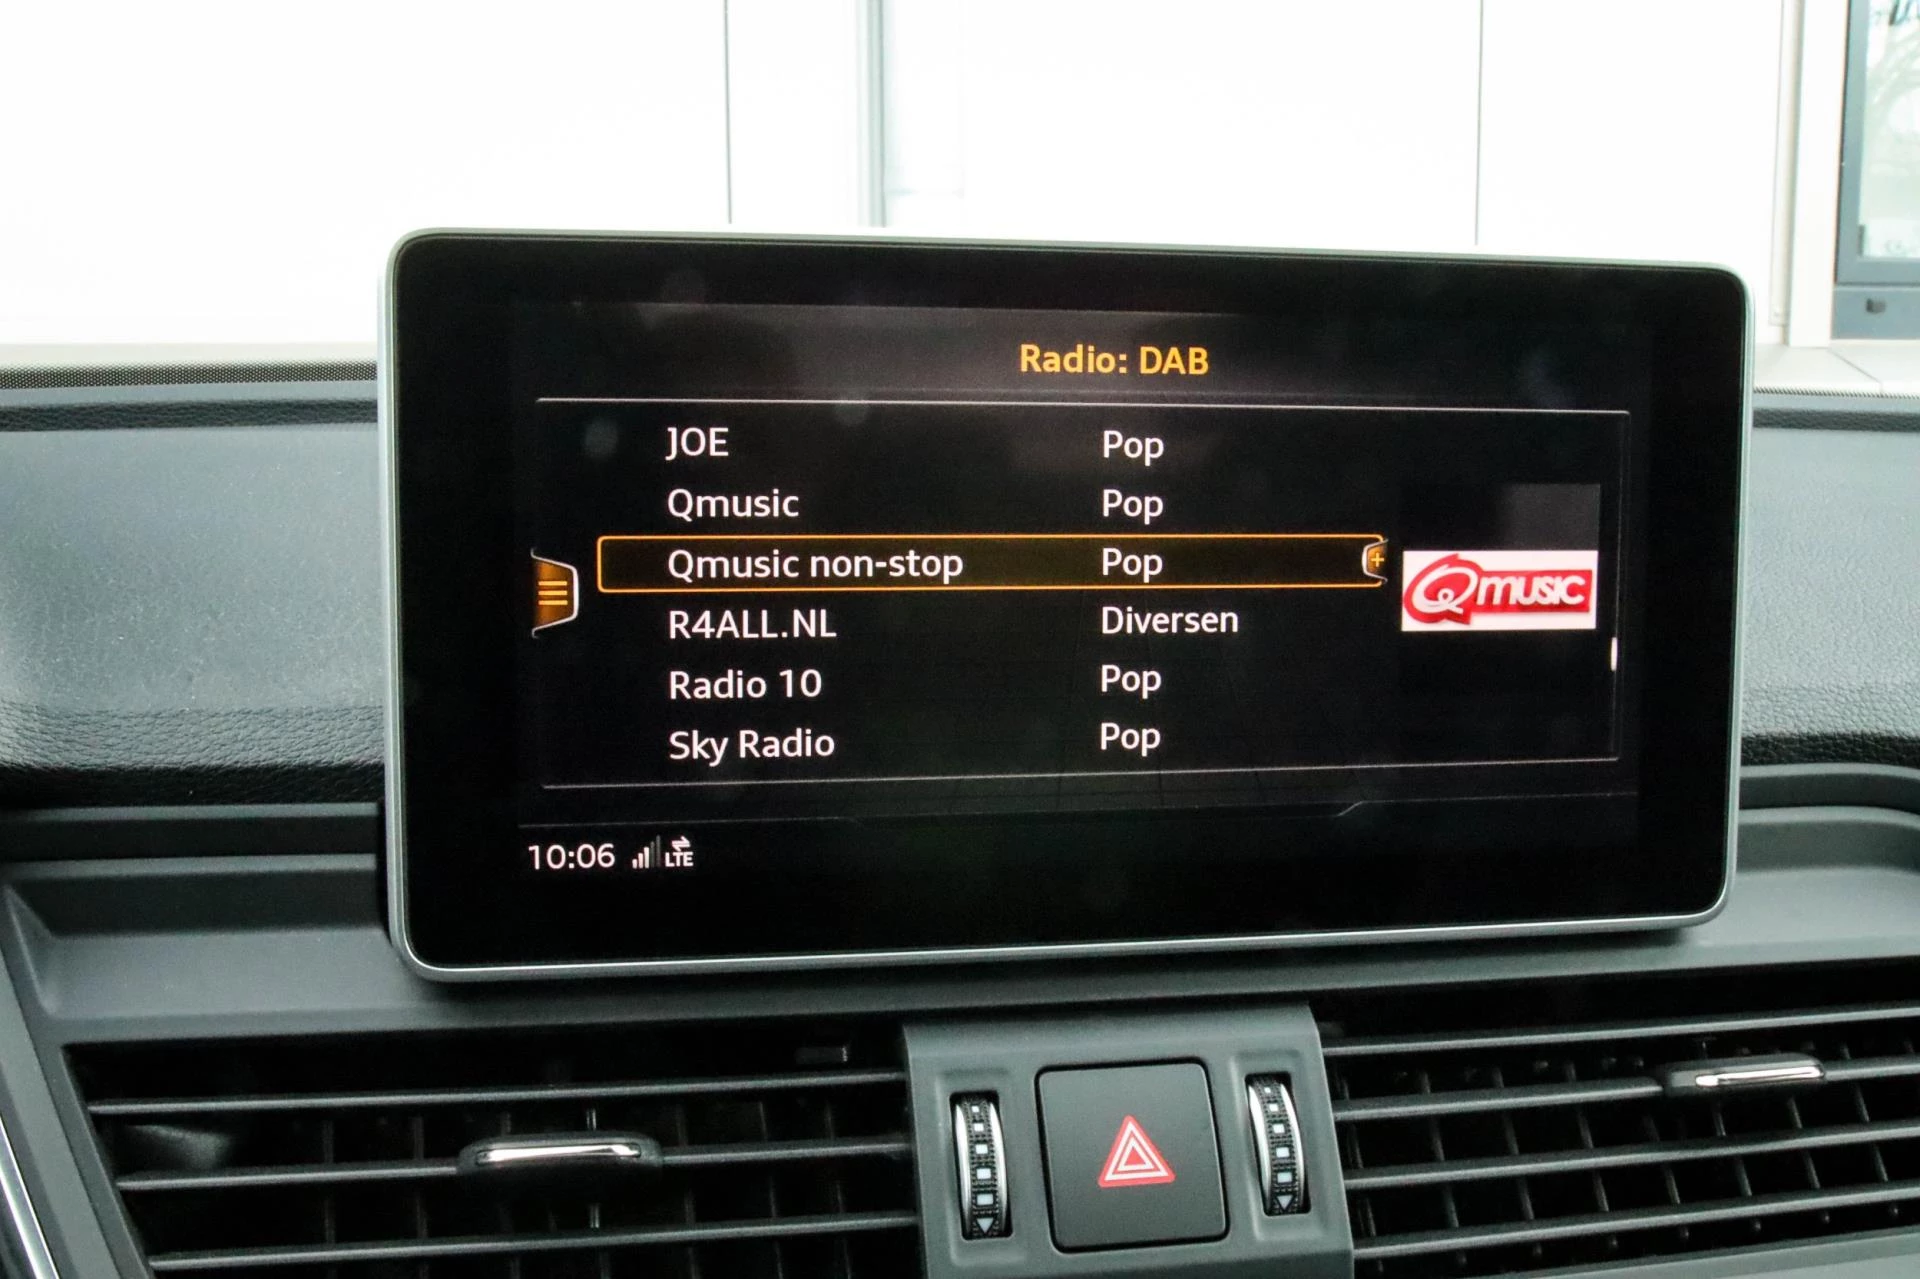 Radio: DAB
JOE Pop
Qmusic Pop
Qmusic non-stop Pop
R4ALL.NL Diversen
Radio 10 Pop
Sky Radio Pop
Qmusic
10:06 LTE